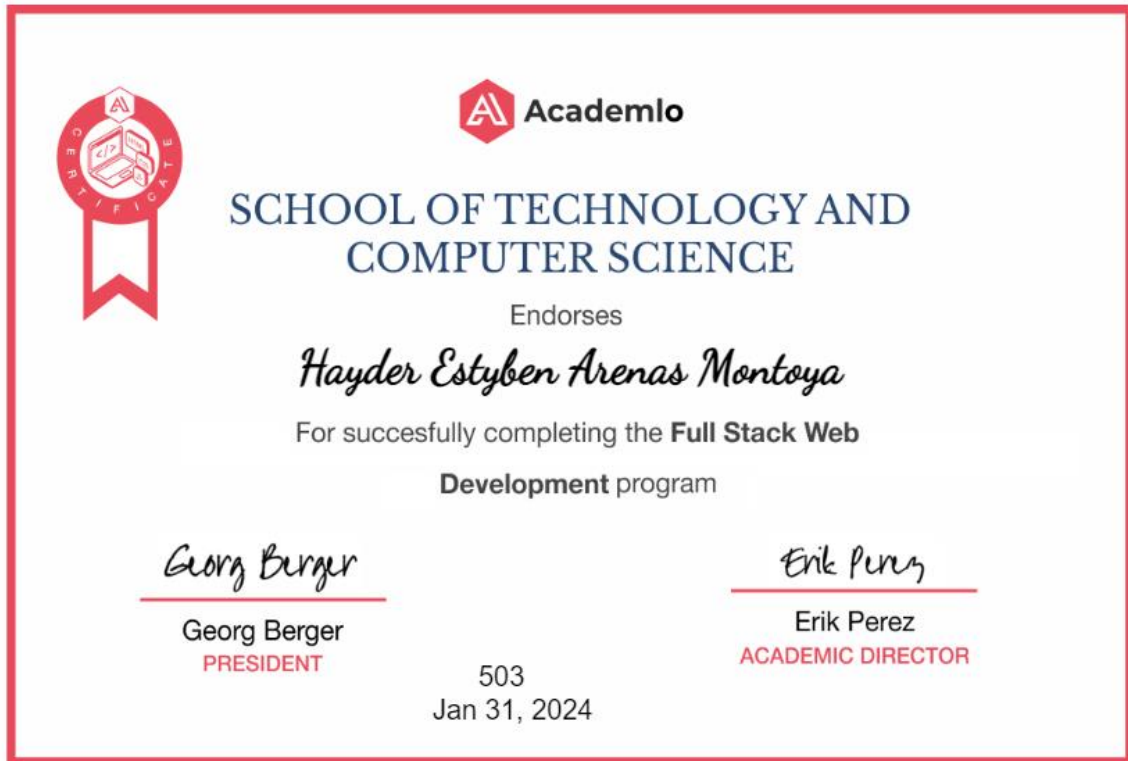 Academlo
CERTIFICATE
</>
SCHOOL OF TECHNOLOGY AND
COMPUTER SCIENCE
Endorses
Hayder Estyben Arenas Montoya
For succesfully completing the Full Stack Web
Development program
Georg Berger
Georg Berger
PRESIDENT
Erik Perez
Erik Perez
ACADEMIC DIRECTOR
503
Jan 31, 2024